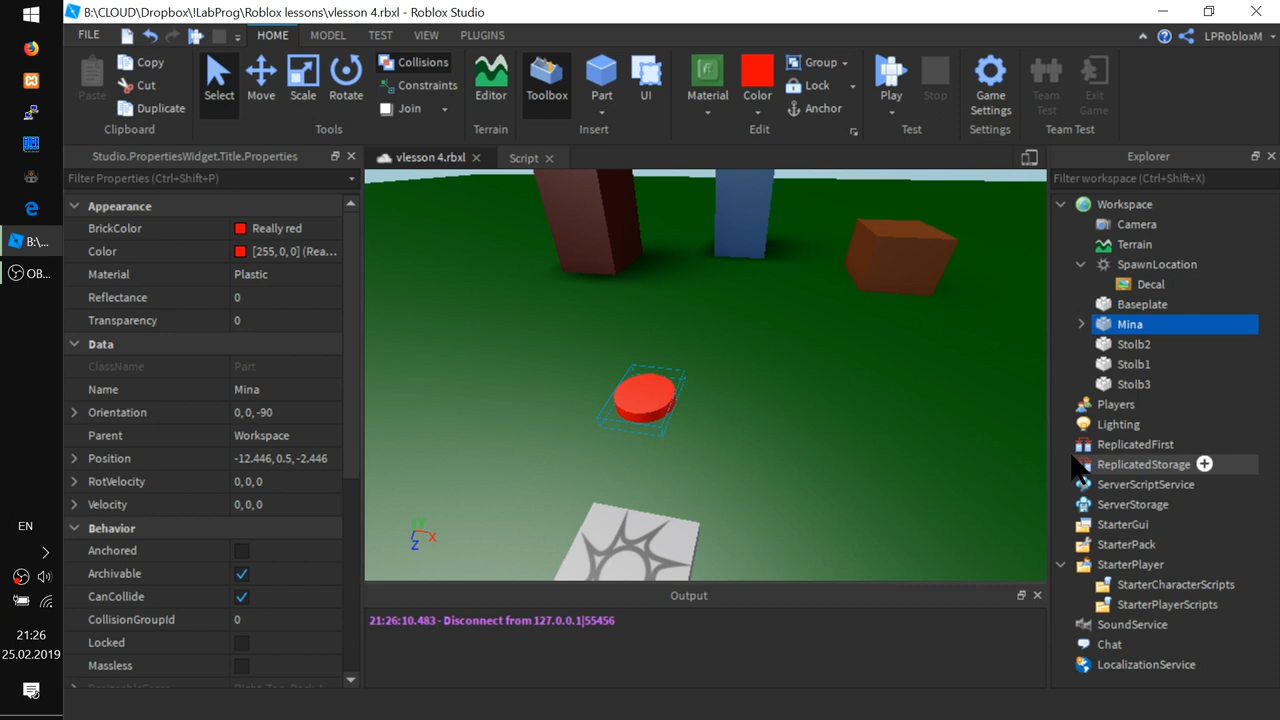 B:\CLOUD\Dropbox\!LabProg\Roblox lessons\vlesson 4.rbxl - Roblox Studio
FILE
HOME
MODEL
TEST
VIEW
PLUGINS
LPRobloxM
Paste
Copy
Cut
Duplicate
Clipboard
Select
Move
Scale
Rotate
Collisions
Constraints
Join
Tools
Editor
Terrain
Toolbox
Part
UI
Insert
Material
Color
Group
Lock
Anchor
Edit
Play
Stop
Test
Game
Settings
Settings
Team
Test
Exit
Game
Team Test
Studio.PropertiesWidget.Title.Properties
Filter Properties (Ctrl+Shift+P)
Appearance
BrickColor Really red
Color [255, 0, 0] (Rea...
Material Plastic
Reflectance 0
Transparency 0
Data
ClassName Part
Name Mina
Orientation 0, 0, -90
Parent Workspace
Position -12.446, 0.5, -2.446
RotVelocity 0, 0, 0
Velocity 0, 0, 0
Behavior
Anchored
Archivable
CanCollide
CollisionGroupId 0
Locked
Massless
vlesson 4.rbxl
Script
Y
X
Z
Output
21:26:10.483 - Disconnect from 127.0.0.1|55456
Explorer
Filter workspace (Ctrl+Shift+X)
Workspace
Camera
Terrain
SpawnLocation
Decal
Baseplate
Mina
Stolb2
Stolb1
Stolb3
Players
Lighting
ReplicatedFirst
ReplicatedStorage
ServerScriptService
ServerStorage
StarterGui
StarterPack
StarterPlayer
StarterCharacterScripts
StarterPlayerScripts
SoundService
Chat
LocalizationService
B:\...
OB...
EN
21:26
25.02.2019